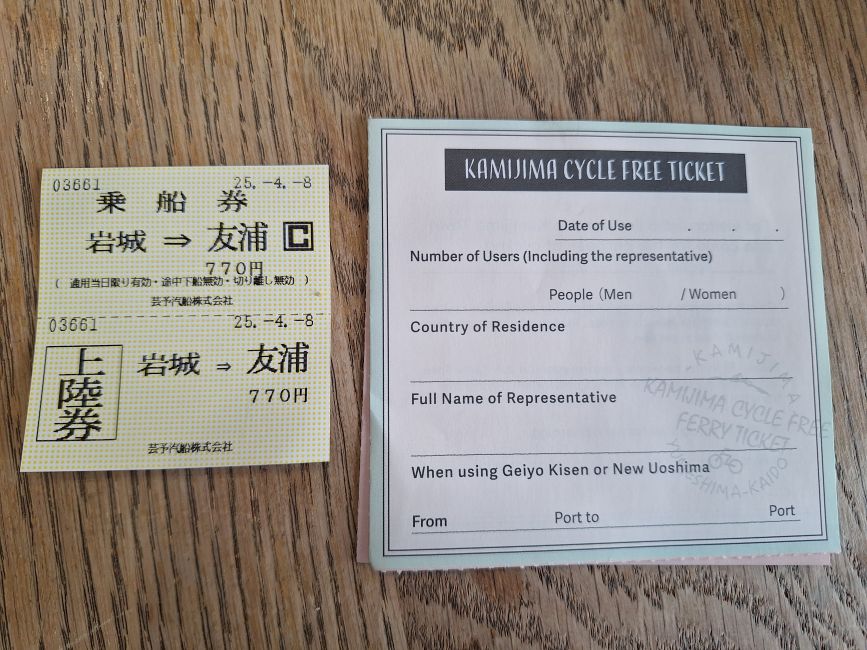 03661 25.-4.-8
乗船券
岩城 ⇒ 友浦 C
770円
( 通用当日限り有効・途中下船無効・切り離し無効 )
芸予汽船株式会社
03661 25.-4.-8
上陸券
岩城 ⇒ 友浦
770円
芸予汽船株式会社
KAMIJIMA CYCLE FREE TICKET
Date of Use . . .
Number of Users (Including the representative)
People (Men / Women )
Country of Residence
Full Name of Representative
When using Geiyo Kisen or New Uoshima
From Port to Port
KAMIJIMA
KAMIJIMA CYCLE FREE
FERRY TICKET
YUMESHIMA-KAIDO